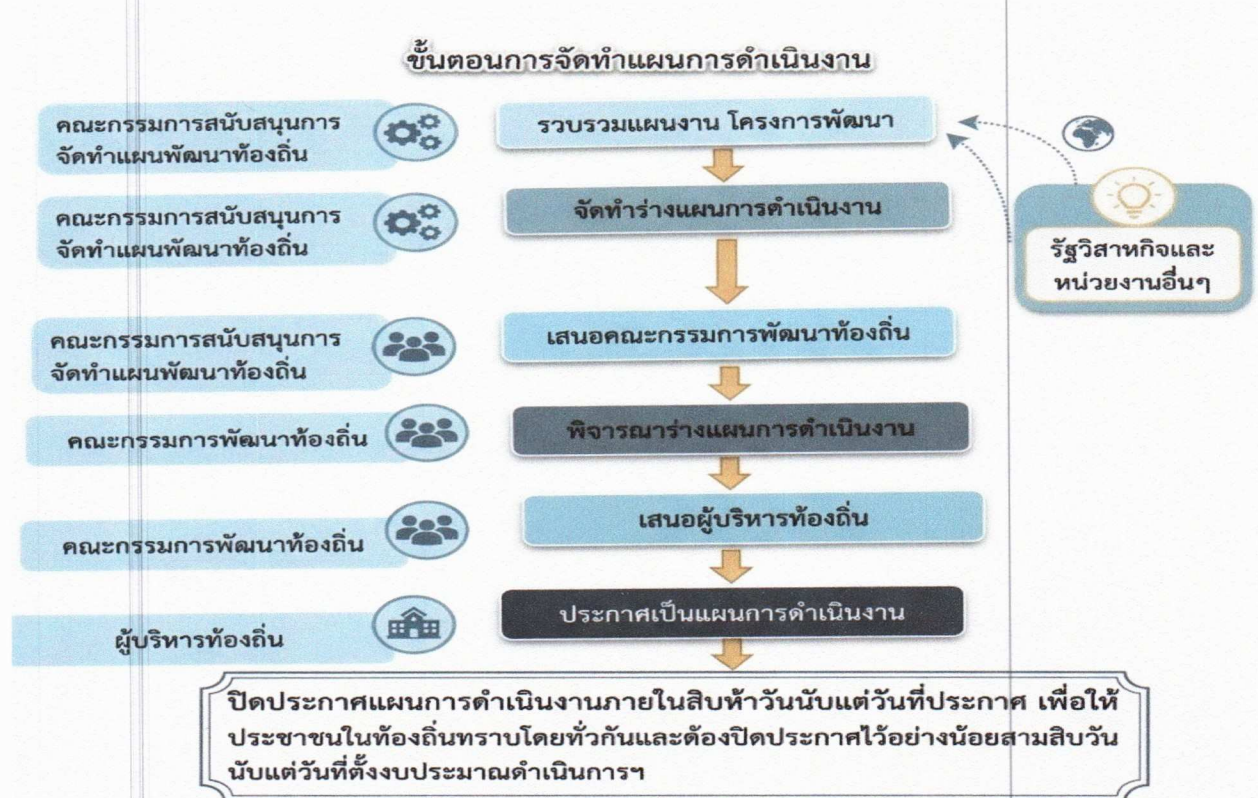 ขั้นตอนการจัดทำแผนการดำเนินงาน
คณะกรรมการสนับสนุนการ
จัดทำแผนพัฒนาท้องถิ่น
รวบรวมแผนงาน โครงการพัฒนา
คณะกรรมการสนับสนุนการ
จัดทำแผนพัฒนาท้องถิ่น
จัดทำร่างแผนการดำเนินงาน
รัฐวิสาหกิจและ
หน่วยงานอื่นๆ
คณะกรรมการสนับสนุนการ
จัดทำแผนพัฒนาท้องถิ่น
เสนอคณะกรรมการพัฒนาท้องถิ่น
คณะกรรมการพัฒนาท้องถิ่น
พิจารณาร่างแผนการดำเนินงาน
คณะกรรมการพัฒนาท้องถิ่น
เสนอผู้บริหารท้องถิ่น
ผู้บริหารท้องถิ่น
ประกาศเป็นแผนการดำเนินงาน
ปิดประกาศแผนการดำเนินงานภายในสิบห้าวันนับแต่วันที่ประกาศ เพื่อให้
ประชาชนในท้องถิ่นทราบโดยทั่วกันและต้องปิดประกาศไว้อย่างน้อยสามสิบวัน
นับแต่วันที่ตั้งงบประมาณดำเนินการฯ